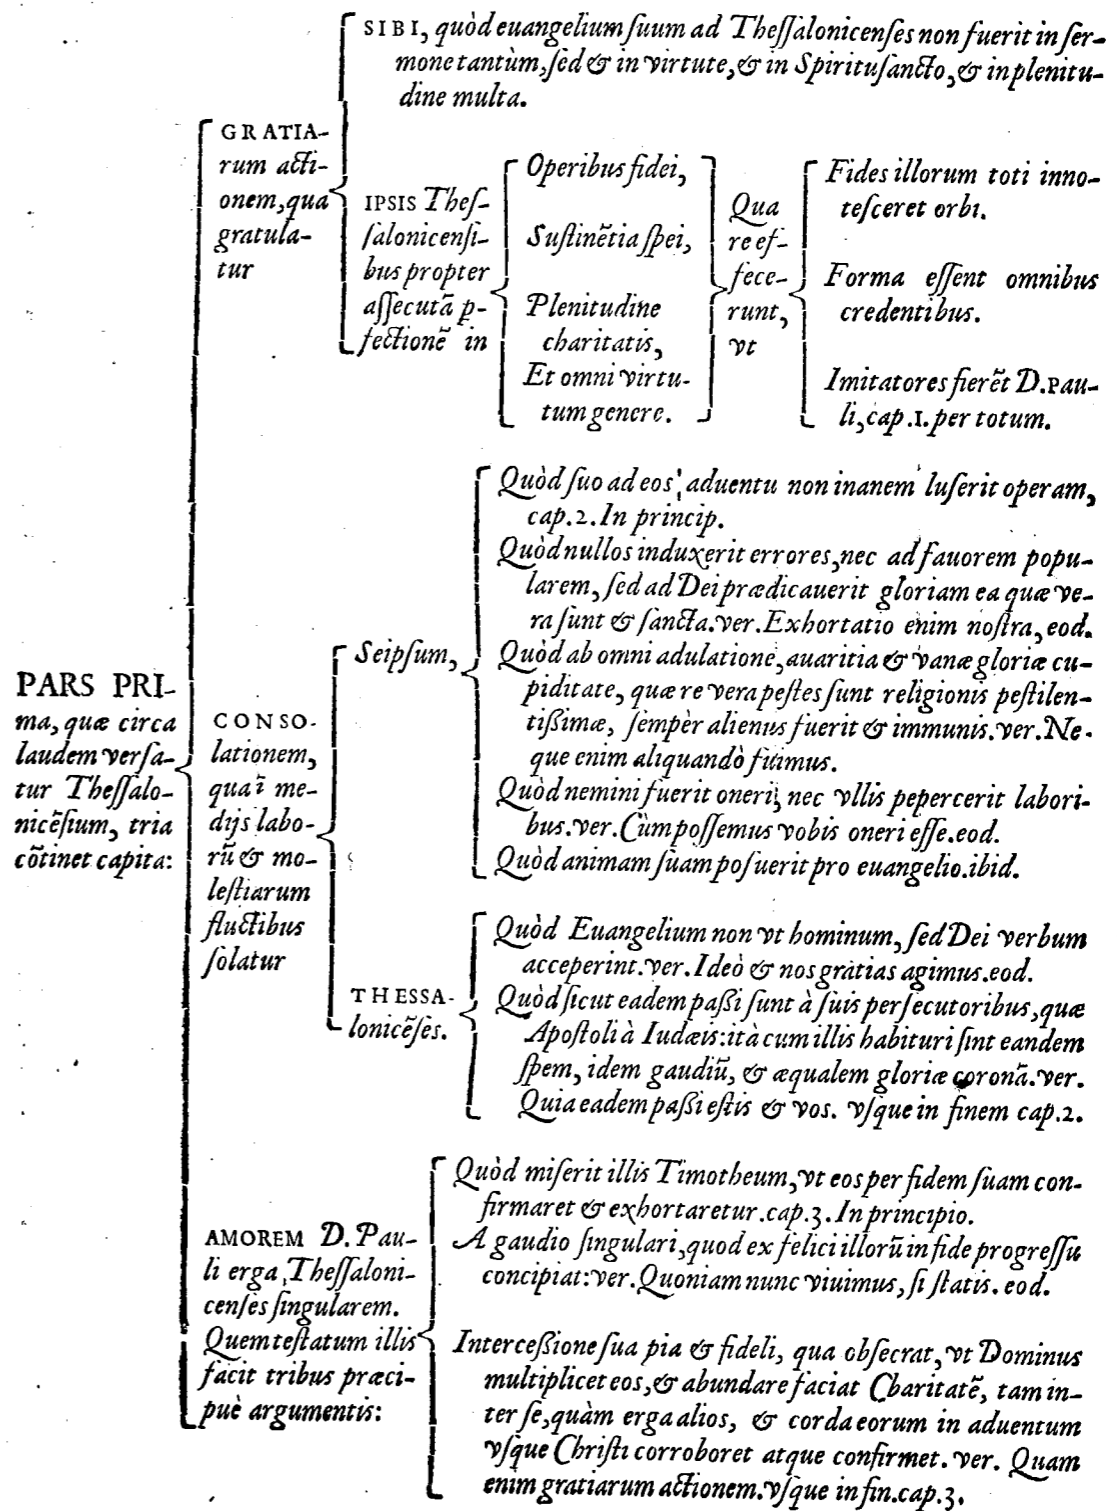 PARS PRI-
ma, quæ circa
laudem versa-
tur Thessalo-
nicẽsium, tria
cõtinet capita:
GRATIA-
rum acti-
onem, qua
gratula-
tur
SIBI, quòd euangelium suum ad Thessalonicenses non fuerit in ser-
mone tantùm, sed & in virtute, & in Spiritu sancto, & in plenitu-
dine multa.
IPSIS Thes-
salonicensi-
bus propter
assecutã p-
fectionẽ in
Operibus fidei,
Sustinẽtia spei,
Plenitudine
charitatis,
Et omni virtu-
tum genere.
Qua
re ef-
fece-
runt,
vt
Fides illorum toti inno-
tesceret orbi.
Forma essent omnibus
credentibus.
Imitatores fierẽt D. Pau-
li, cap. 1. per totum.
CONSO-
lationem,
qua ĩ me-
dijs labo-
rũ & mo-
lestiarum
fluctibus
solatur
Seipsum,
Quòd suo ad eos aduentu non inanem luserit operam,
cap. 2. In princip.
Quòd nullos induxerit errores, nec ad fauorem popu-
larem, sed ad Dei prædicauerit gloriam ea quæ ve-
ra sunt & sancta. ver. Exhortatio enim nostra, eod.
Quòd ab omni adulatione, auaritia & vanæ gloriæ cu-
piditate, quæ re vera pestes sunt religionis pestilen-
tißimæ, sempèr alienus fuerit & immunis. ver. Ne-
que enim aliquandò fuimus.
Quòd nemini fuerit oneri, nec vllis pepercerit labori-
bus. ver. Cùm possemus vobis oneri esse. eod.
Quòd animam suam posuerit pro euangelio. ibid.
THESSA-
lonicẽses.
Quòd Euangelium non vt hominum, sed Dei verbum
acceperint. ver. Ideò & nos gratias agimus. eod.
Quòd sicut eadem paßi sunt à suis persecutoribus, quæ
Apostoli à Iudæis: ità cum illis habituri sint eandem
spem, idem gaudiũ, & æqualem gloriæ coronã. ver.
Quia eadem paßi estis & vos. vsque in finem cap. 2.
AMOREM D. Pau-
li erga Thessaloni-
censes singularem.
Quem testatum illis
facit tribus præci-
puè argumentis:
Quòd miserit illis Timotheum, vt eos per fidem suam con-
firmaret & exhortaretur. cap. 3. In principio.
A gaudio singulari, quod ex felici illorũ in fide progressu
concipiat: ver. Quoniam nunc viuimus, si statis. eod.
Interceßione sua pia & fideli, qua obsecrat, vt Dominus
multiplicet eos, & abundare faciat Charitatẽ, tam in-
ter se, quàm erga alios, & corda eorum in aduentum
vsque Christi corroboret atque confirmet. ver. Quam
enim gratiarum actionem. vsque in fin. cap. 3.